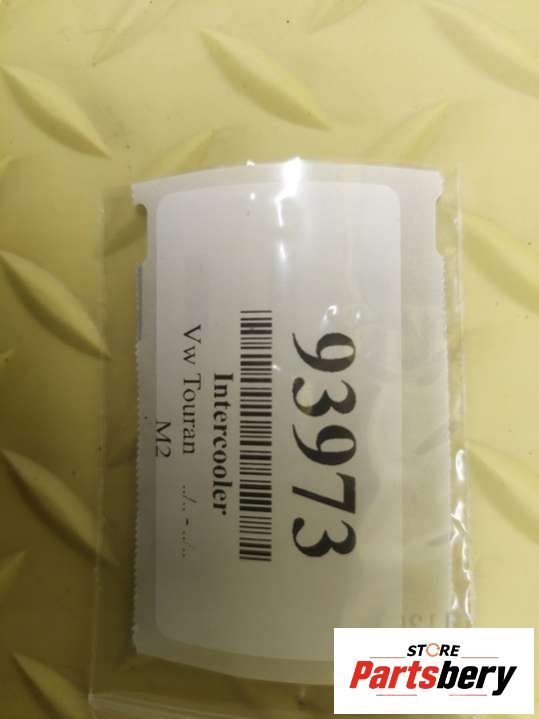 93973
Intercooler
Vw Touran ../.. - ../..
M2
STORE
Partsbery